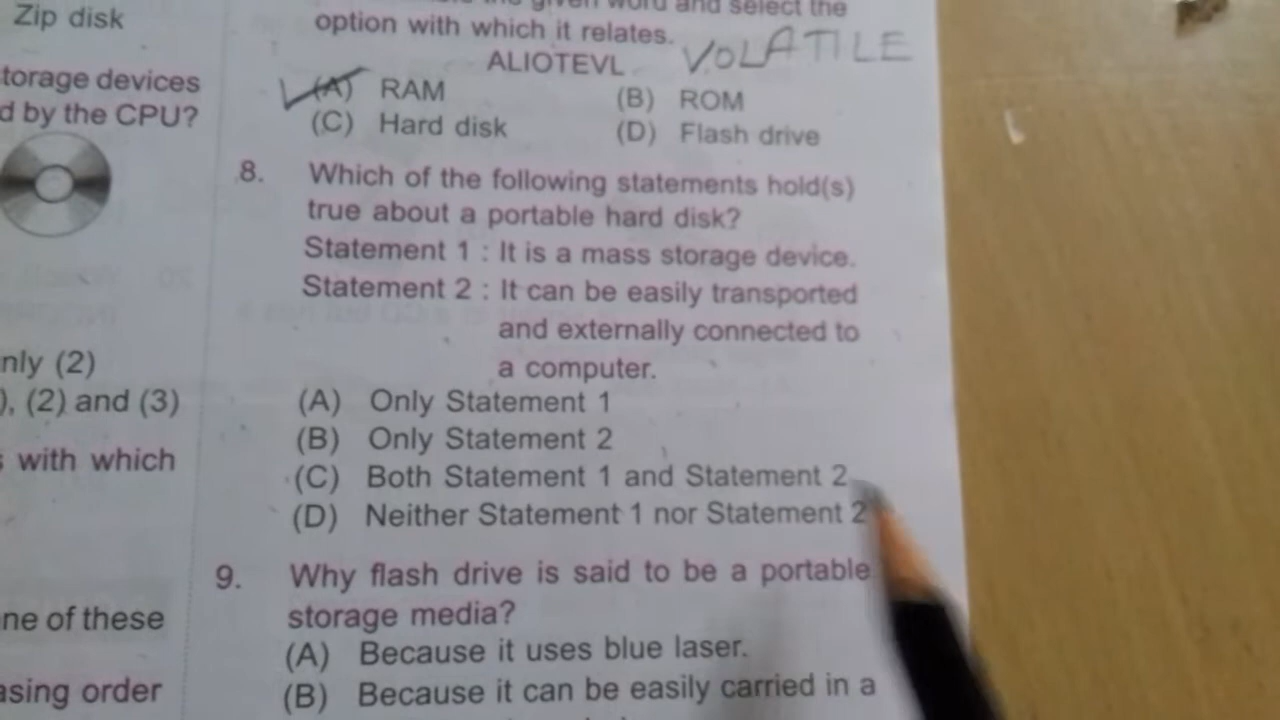 Zip disk
torage devices
d by the CPU?
nly (2)
), (2) and (3)
s with which
ne of these
asing order
given word and select the
option with which it relates.
ALIOTEVL VOLATILE
(A) RAM (B) ROM
(C) Hard disk (D) Flash drive
8. Which of the following statements hold(s)
true about a portable hard disk?
Statement 1 : It is a mass storage device.
Statement 2 : It can be easily transported
and externally connected to
a computer.
(A) Only Statement 1
(B) Only Statement 2
(C) Both Statement 1 and Statement 2
(D) Neither Statement 1 nor Statement 2
9. Why flash drive is said to be a portable
storage media?
(A) Because it uses blue laser.
(B) Because it can be easily carried in a